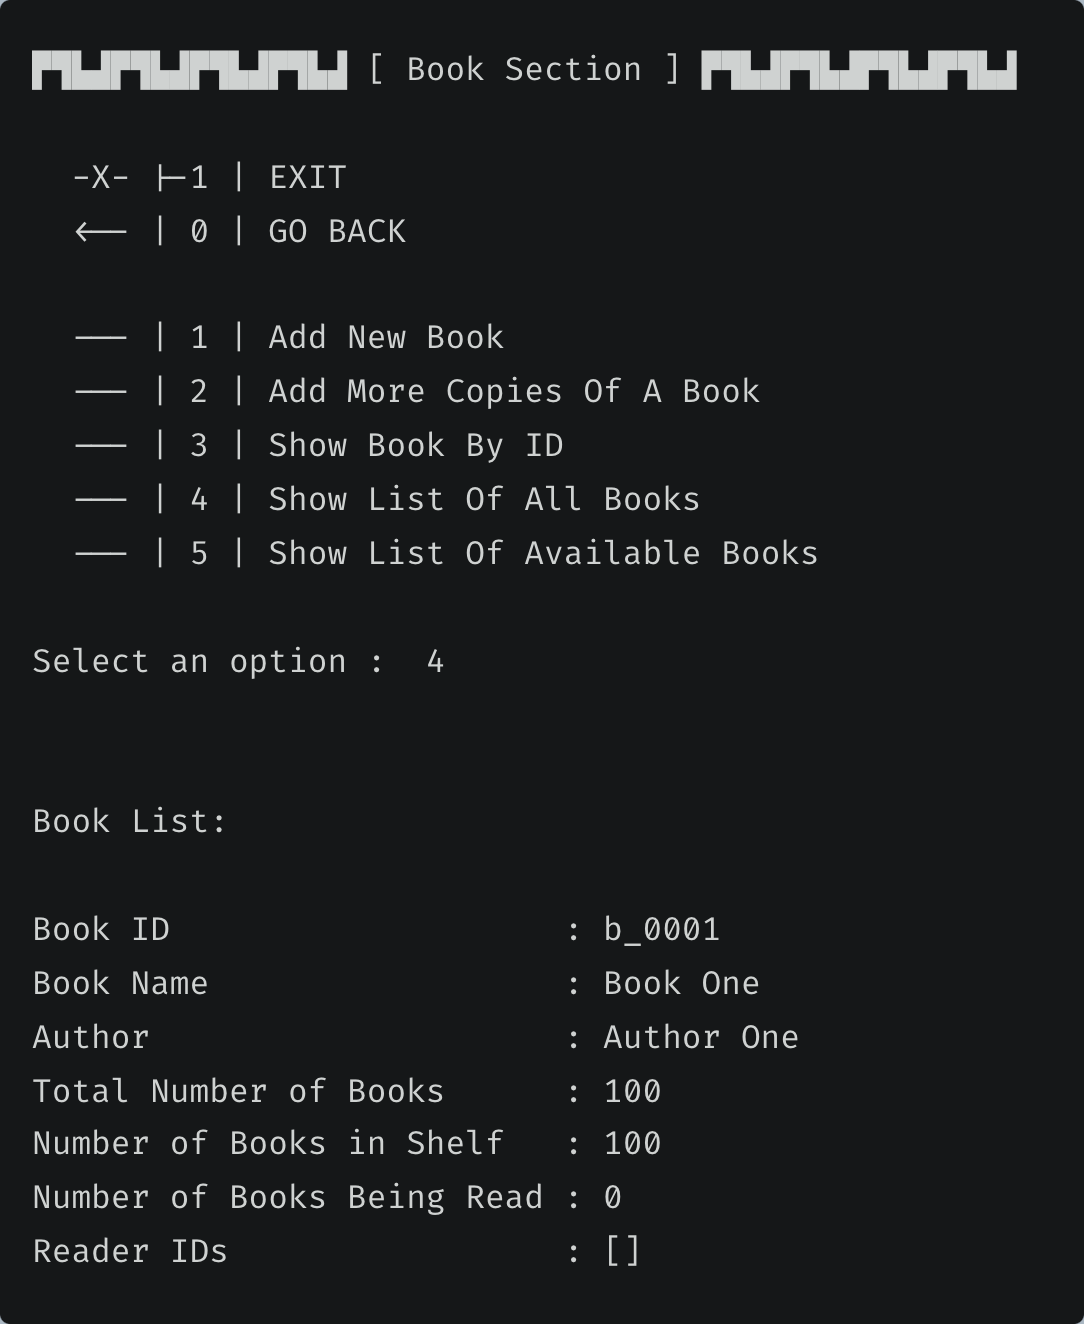 [ Book Section ]
-X- |-1 | EXIT
<-- | 0 | GO BACK
--- | 1 | Add New Book
--- | 2 | Add More Copies Of A Book
--- | 3 | Show Book By ID
--- | 4 | Show List Of All Books
--- | 5 | Show List Of Available Books
Select an option :  4
Book List:
Book ID                    : b_0001
Book Name                  : Book One
Author                     : Author One
Total Number of Books      : 100
Number of Books in Shelf   : 100
Number of Books Being Read : 0
Reader IDs                 : []